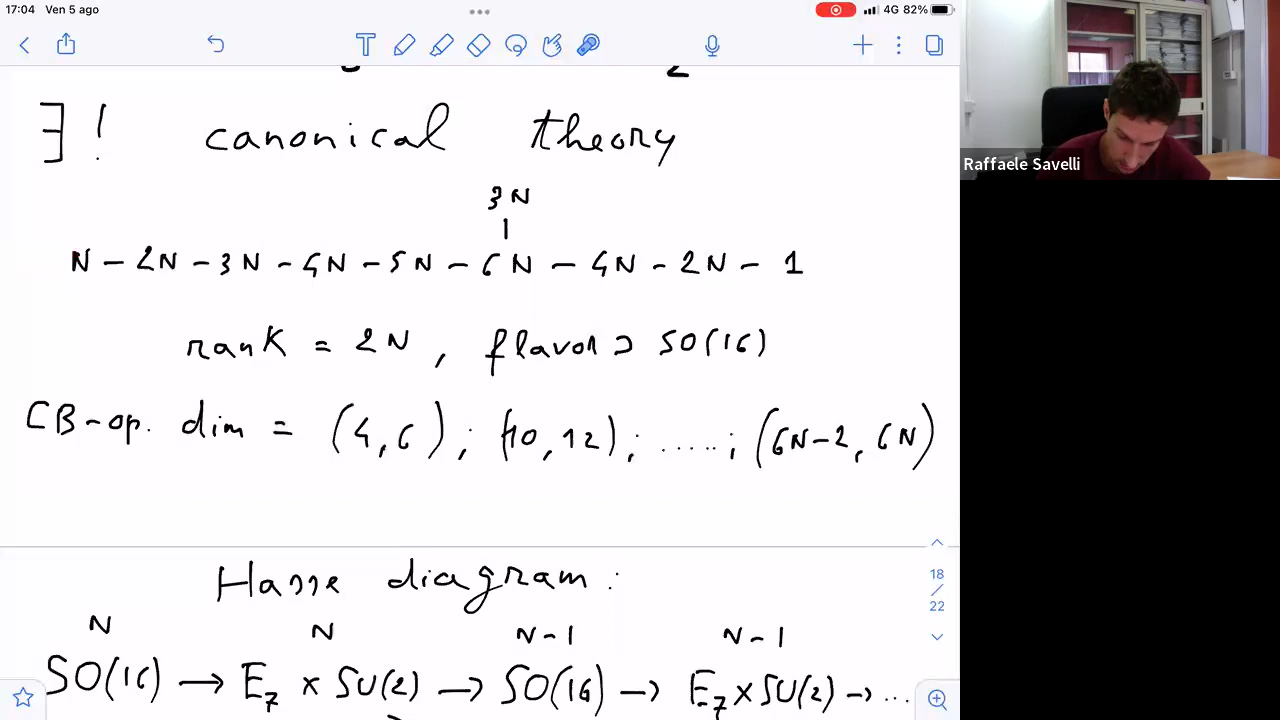 17:04 Ven 5 ago
4G 82%
Raffaele Savelli
∃! canonical theory
3N
|
N – 2N – 3N – 4N – 5N – 6N – 4N – 2N – 1
rank = 2N , flavor ⊃ SO(16)
CB-op. dim = (4,6) ; (10,12) ; ..... ; (6N-2, 6N)
18
/
22
Hasse diagram :
N N N-1 N-1
SO(16) → E₇ × SU(2) → SO(16) → E₇ × SU(2) → ...